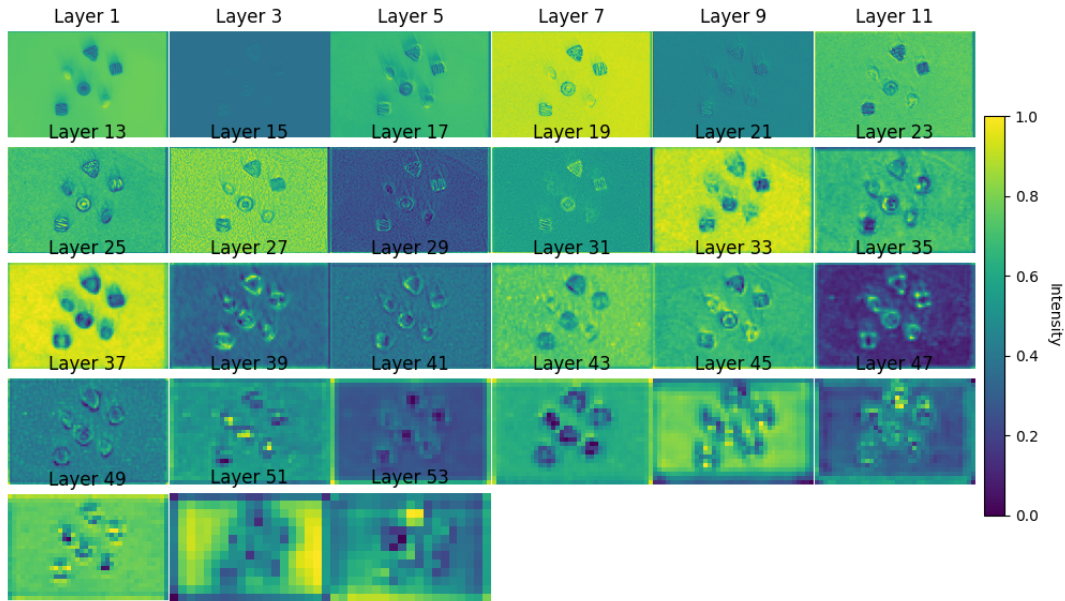 Layer 1 Layer 3 Layer 5 Layer 7 Layer 9 Layer 11
Layer 13 Layer 15 Layer 17 Layer 19 Layer 21 Layer 23
Layer 25 Layer 27 Layer 29 Layer 31 Layer 33 Layer 35
Layer 37 Layer 39 Layer 41 Layer 43 Layer 45 Layer 47
Layer 49 Layer 51 Layer 53
1.0
0.8
0.6
0.4
0.2
0.0
Intensity